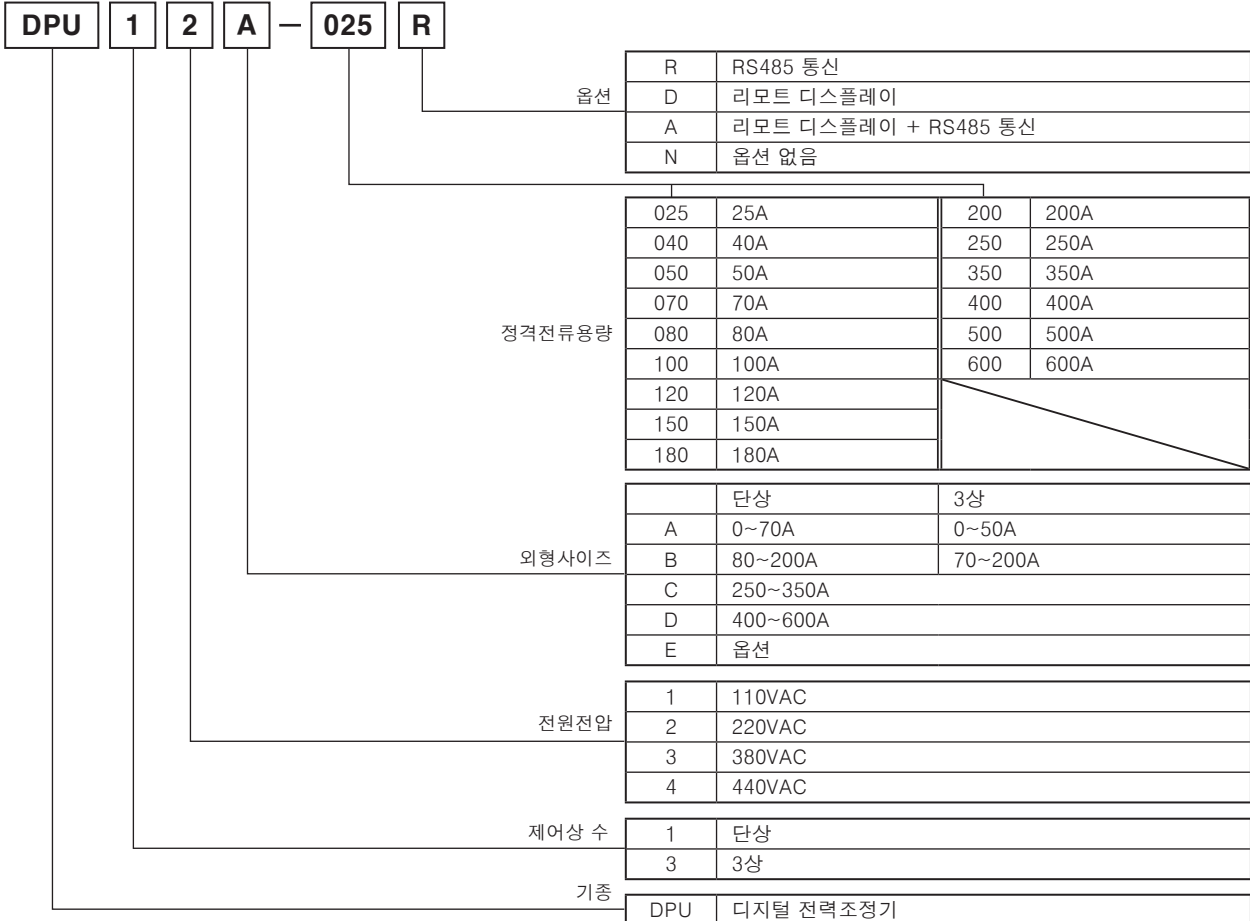 DPU 1 2 A - 025 R
R RS485 통신
옵션 D 리모트 디스플레이
A 리모트 디스플레이 + RS485 통신
N 옵션 없음
025 25A 200 200A
040 40A 250 250A
050 50A 350 350A
070 70A 400 400A
정격전류용량 080 80A 500 500A
100 100A 600 600A
120 120A
150 150A
180 180A
단상 3상
A 0~70A 0~50A
외형사이즈 B 80~200A 70~200A
C 250~350A
D 400~600A
E 옵션
1 110VAC
전원전압 2 220VAC
3 380VAC
4 440VAC
제어상 수 1 단상
3 3상
기종
DPU 디지털 전력조정기